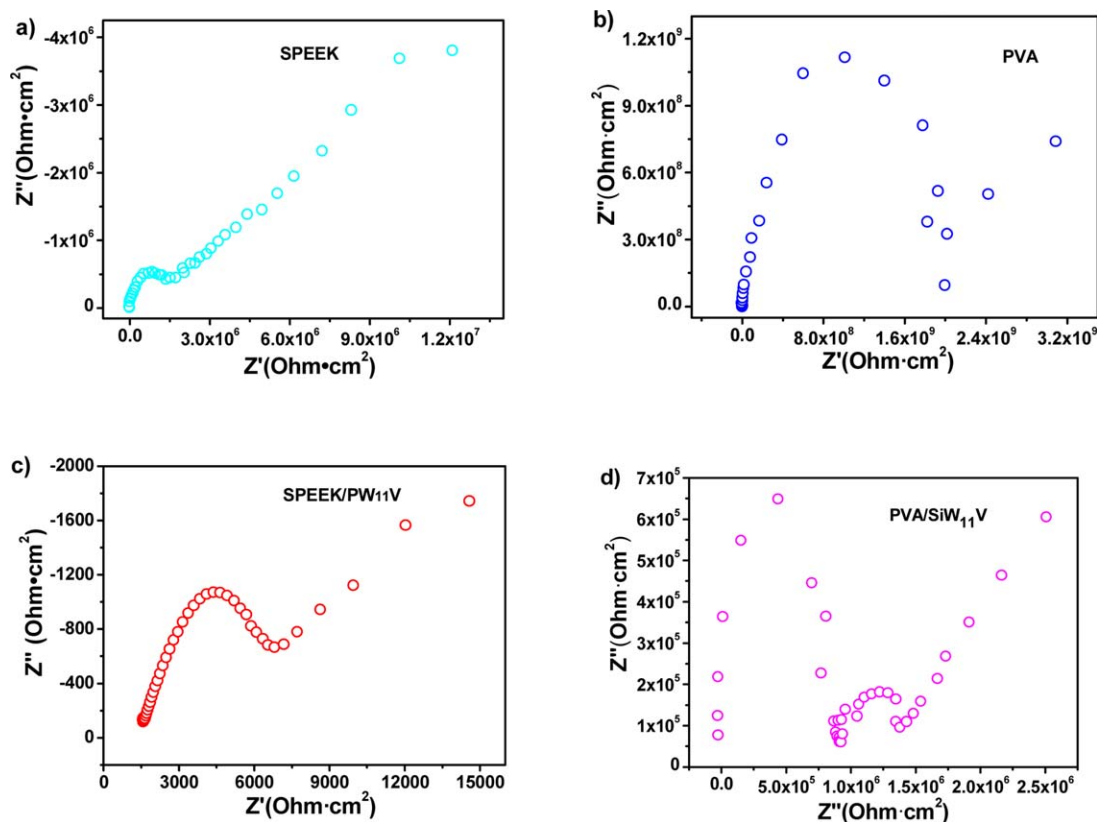 a)
SPEEK
Z''(Ohm•cm²)
-4x10⁶
-3x10⁶
-2x10⁶
-1x10⁶
0
0.0 3.0x10⁶ 6.0x10⁶ 9.0x10⁶ 1.2x10⁷
Z'(Ohm•cm²)
b)
PVA
Z''(Ohm·cm²)
1.2x10⁹
9.0x10⁸
6.0x10⁸
3.0x10⁸
0.0
0.0 8.0x10⁸ 1.6x10⁹ 2.4x10⁹ 3.2x10⁹
Z'(Ohm·cm²)
c)
SPEEK/PW₁₁V
Z'' (Ohm•cm²)
-2000
-1600
-1200
-800
-400
0
0 3000 6000 9000 12000 15000
Z'(Ohm·cm²)
d)
PVA/SiW₁₁V
Z''(Ohm·cm²)
7x10⁵
6x10⁵
5x10⁵
4x10⁵
3x10⁵
2x10⁵
1x10⁵
0
0.0 5.0x10⁵ 1.0x10⁶ 1.5x10⁶ 2.0x10⁶ 2.5x10⁶
Z''(Ohm·cm²)